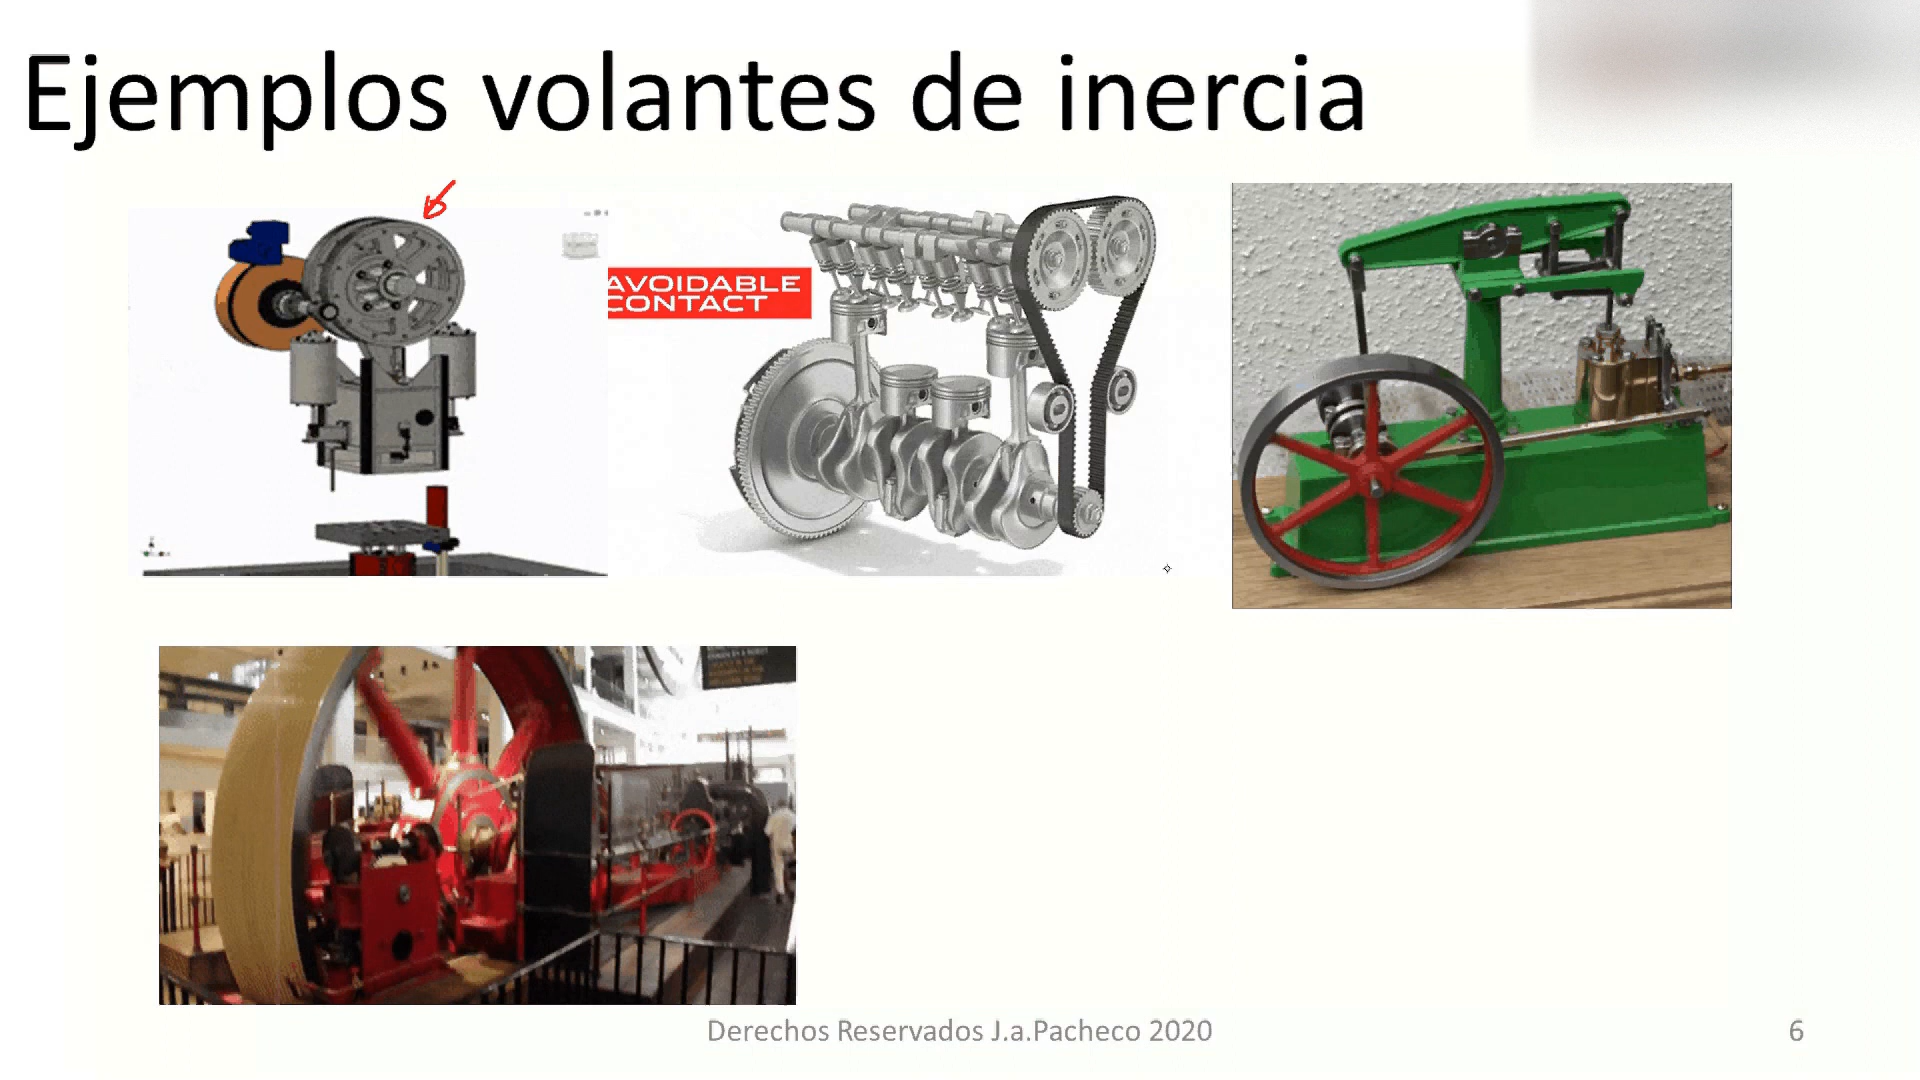 Ejemplos volantes de inercia
AVOIDABLE
CONTACT
Derechos Reservados J.a.Pacheco 2020
6